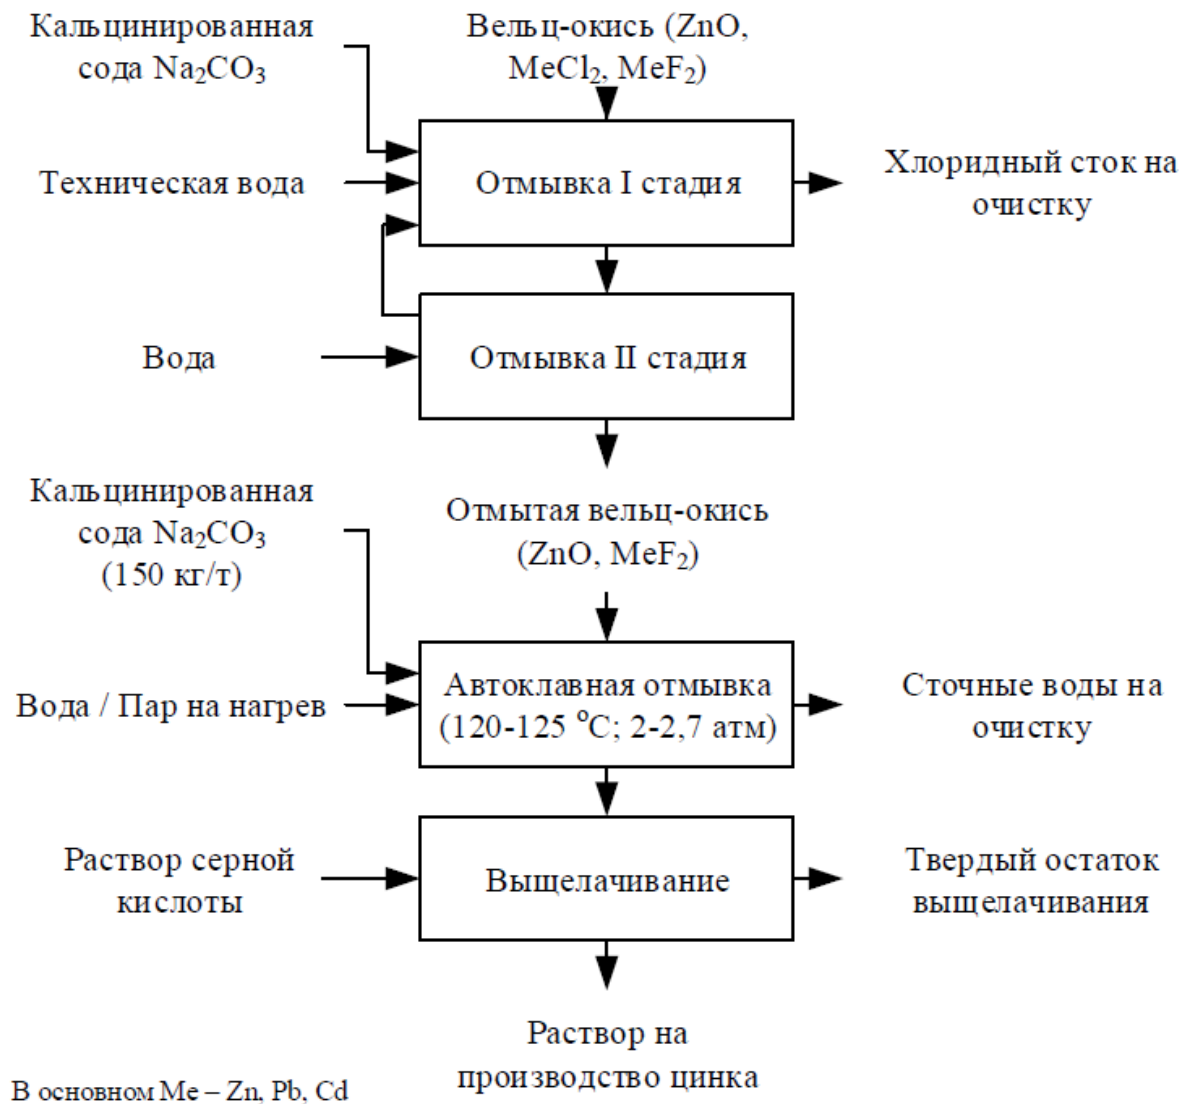 Кальцинированная
сода Na₂CO₃
Вельц-окись (ZnO,
MeCl₂, MeF₂)
Техническая вода
Отмывка I стадия
Хлоридный сток на
очистку
Вода
Отмывка II стадия
Кальцинированная
сода Na₂CO₃
(150 кг/т)
Отмытая вельц-окись
(ZnO, MeF₂)
Вода / Пар на нагрев
Автоклавная отмывка
(120-125 °С; 2-2,7 атм)
Сточные воды на
очистку
Раствор серной
кислоты
Выщелачивание
Твердый остаток
выщелачивания
Раствор на
производство цинка
В основном Me – Zn, Pb, Cd